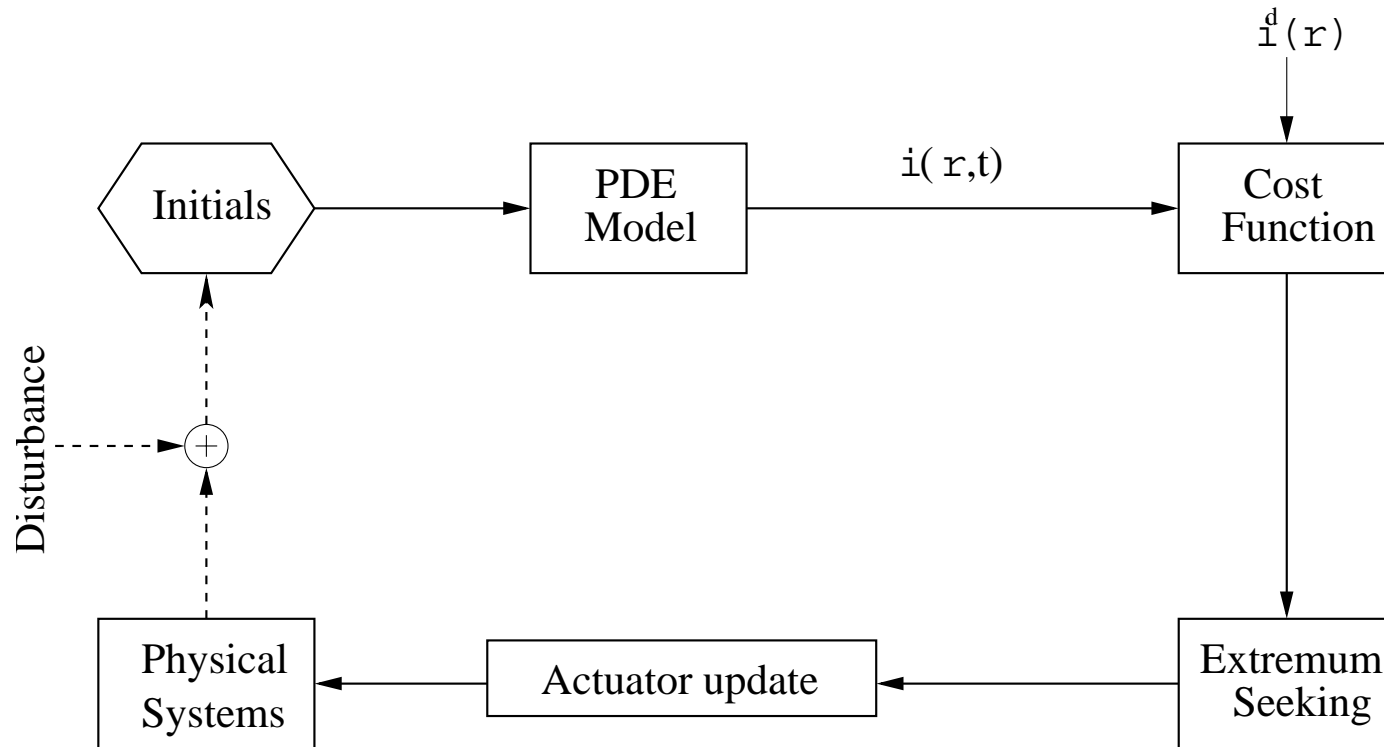 i^d(r)
Initials
PDE
Model
i(r,t)
Cost
Function
Disturbance
+
Physical
Systems
Actuator update
Extremum
Seeking